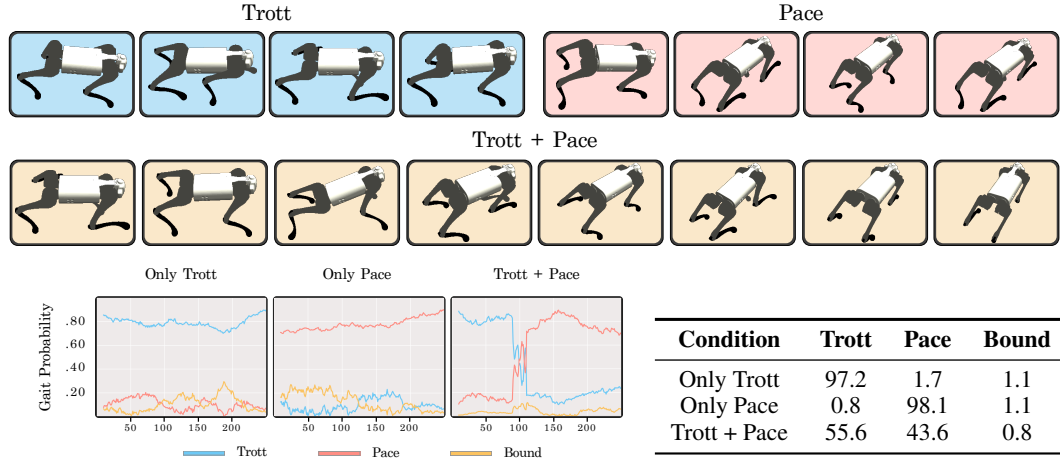 Trott
Pace
Trott + Pace
Only Trott
Only Pace
Trott + Pace
Gait Probability
.80
.60
.40
.20
50 100 150 200
50 100 150 200
50 100 150 200
Trott
Pace
Bound
Condition Trott Pace Bound
Only Trott 97.2 1.7 1.1
Only Pace 0.8 98.1 1.1
Trott + Pace 55.6 43.6 0.8